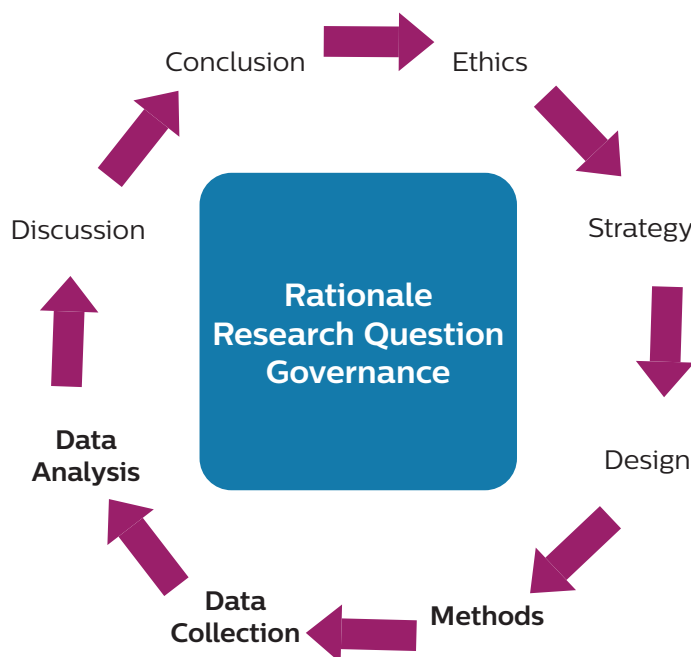 Conclusion
Ethics
Strategy
Design
Methods
Data
Collection
Data
Analysis
Discussion
Rationale
Research Question
Governance